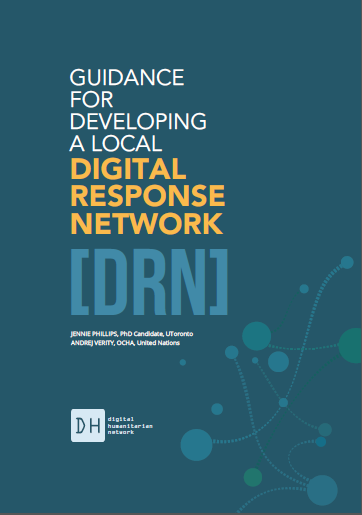 GUIDANCE
FOR
DEVELOPING
A LOCAL
DIGITAL
RESPONSE
NETWORK
[DRN]
JENNIE PHILLIPS, PhD Candidate, UToronto
ANDREJ VERITY, OCHA, United Nations
DH
digital
humanitarian
network